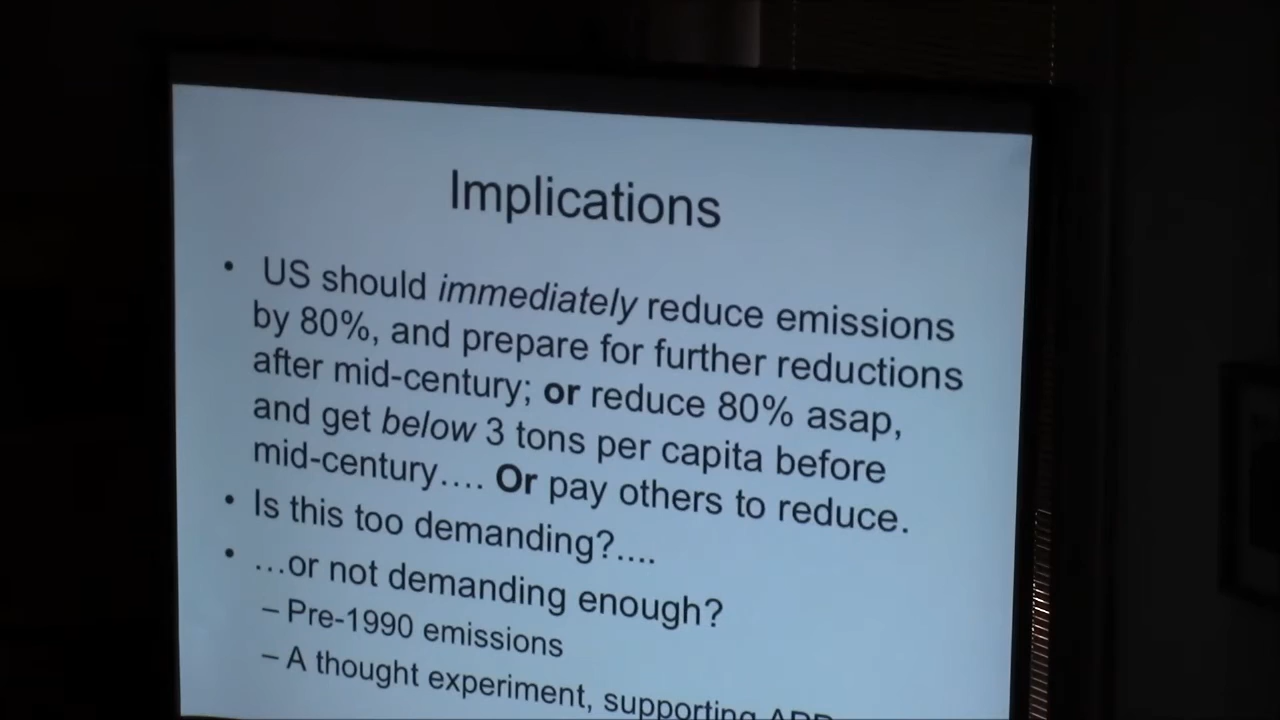 Implications
• US should immediately reduce emissions
by 80%, and prepare for further reductions
after mid-century; or reduce 80% asap,
and get below 3 tons per capita before
mid-century…. Or pay others to reduce.
• Is this too demanding?....
• …or not demanding enough?
– Pre-1990 emissions
– A thought experiment, supporting